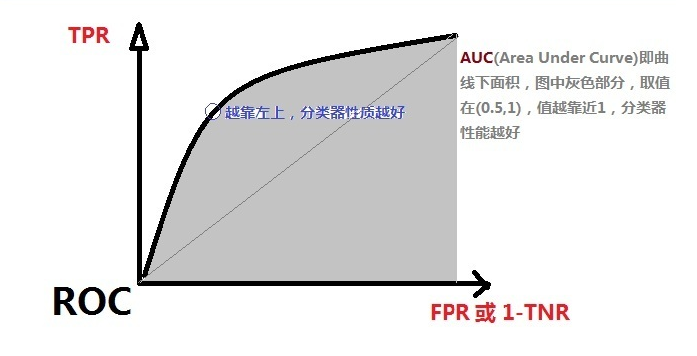 TPR
AUC(Area Under Curve)即曲
线下面积，图中灰色部分，取值
在(0.5,1)，值越靠近1，分类器
性能越好
越靠左上，分类器性质越好
ROC
FPR 或 1-TNR